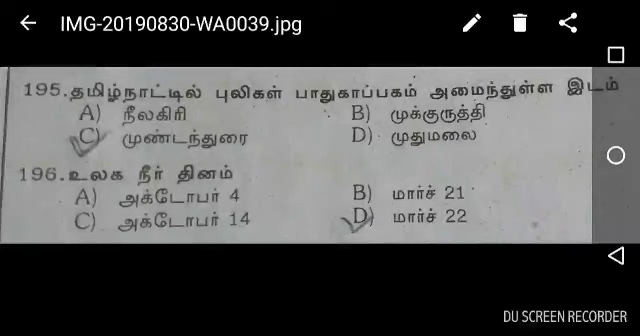 IMG-20190830-WA0039.jpg
195. தமிழ்நாட்டில் புலிகள் பாதுகாப்பகம் அமைந்துள்ள இடம்
A) நீலகிரி B) முக்குருத்தி
C) முண்டந்துரை D) முதுமலை
196. உலக நீர் தினம்
A) அக்டோபர் 4 B) மார்ச் 21
C) அக்டோபர் 14 D) மார்ச் 22
DU SCREEN RECORDER